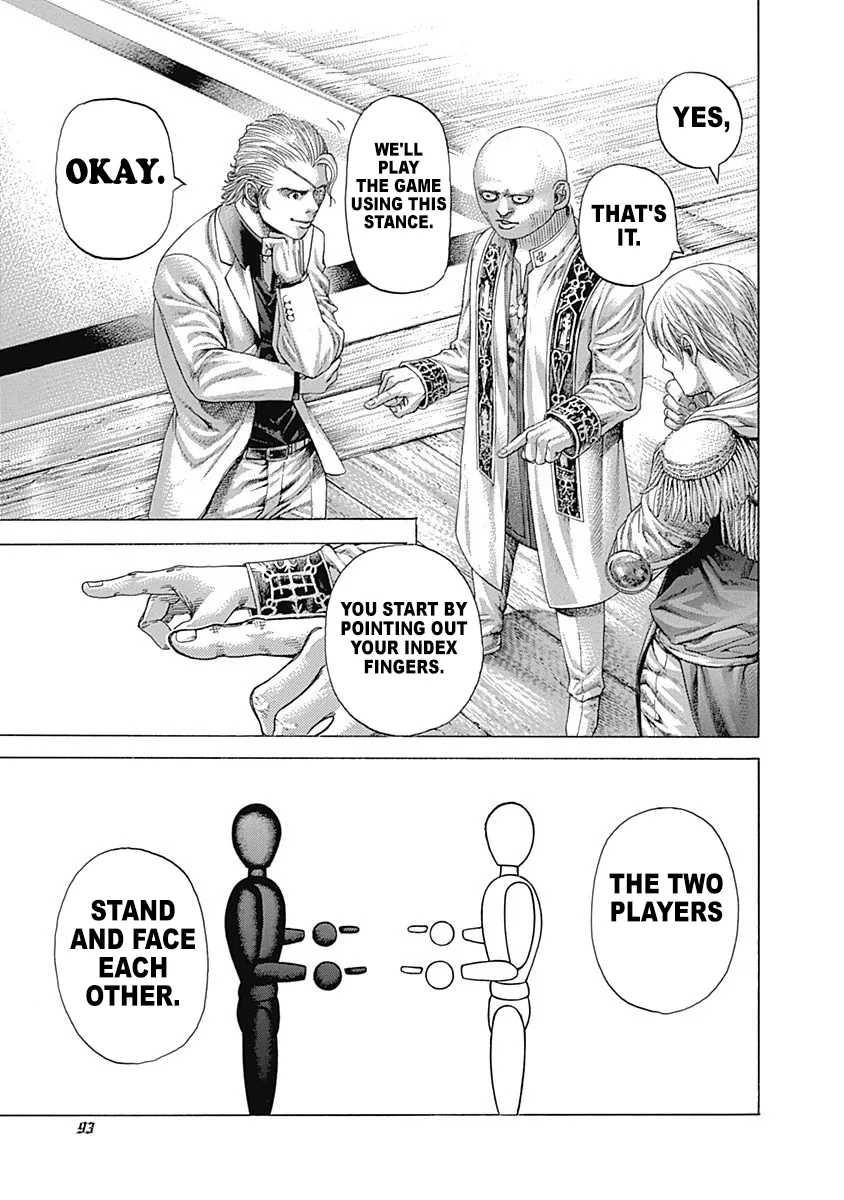 YES,
THAT'S
IT.
WE'LL
PLAY
THE GAME
USING THIS
STANCE.
OKAY.
YOU START BY
POINTING OUT
YOUR INDEX
FINGERS.
THE TWO
PLAYERS
STAND
AND FACE
EACH
OTHER.
93